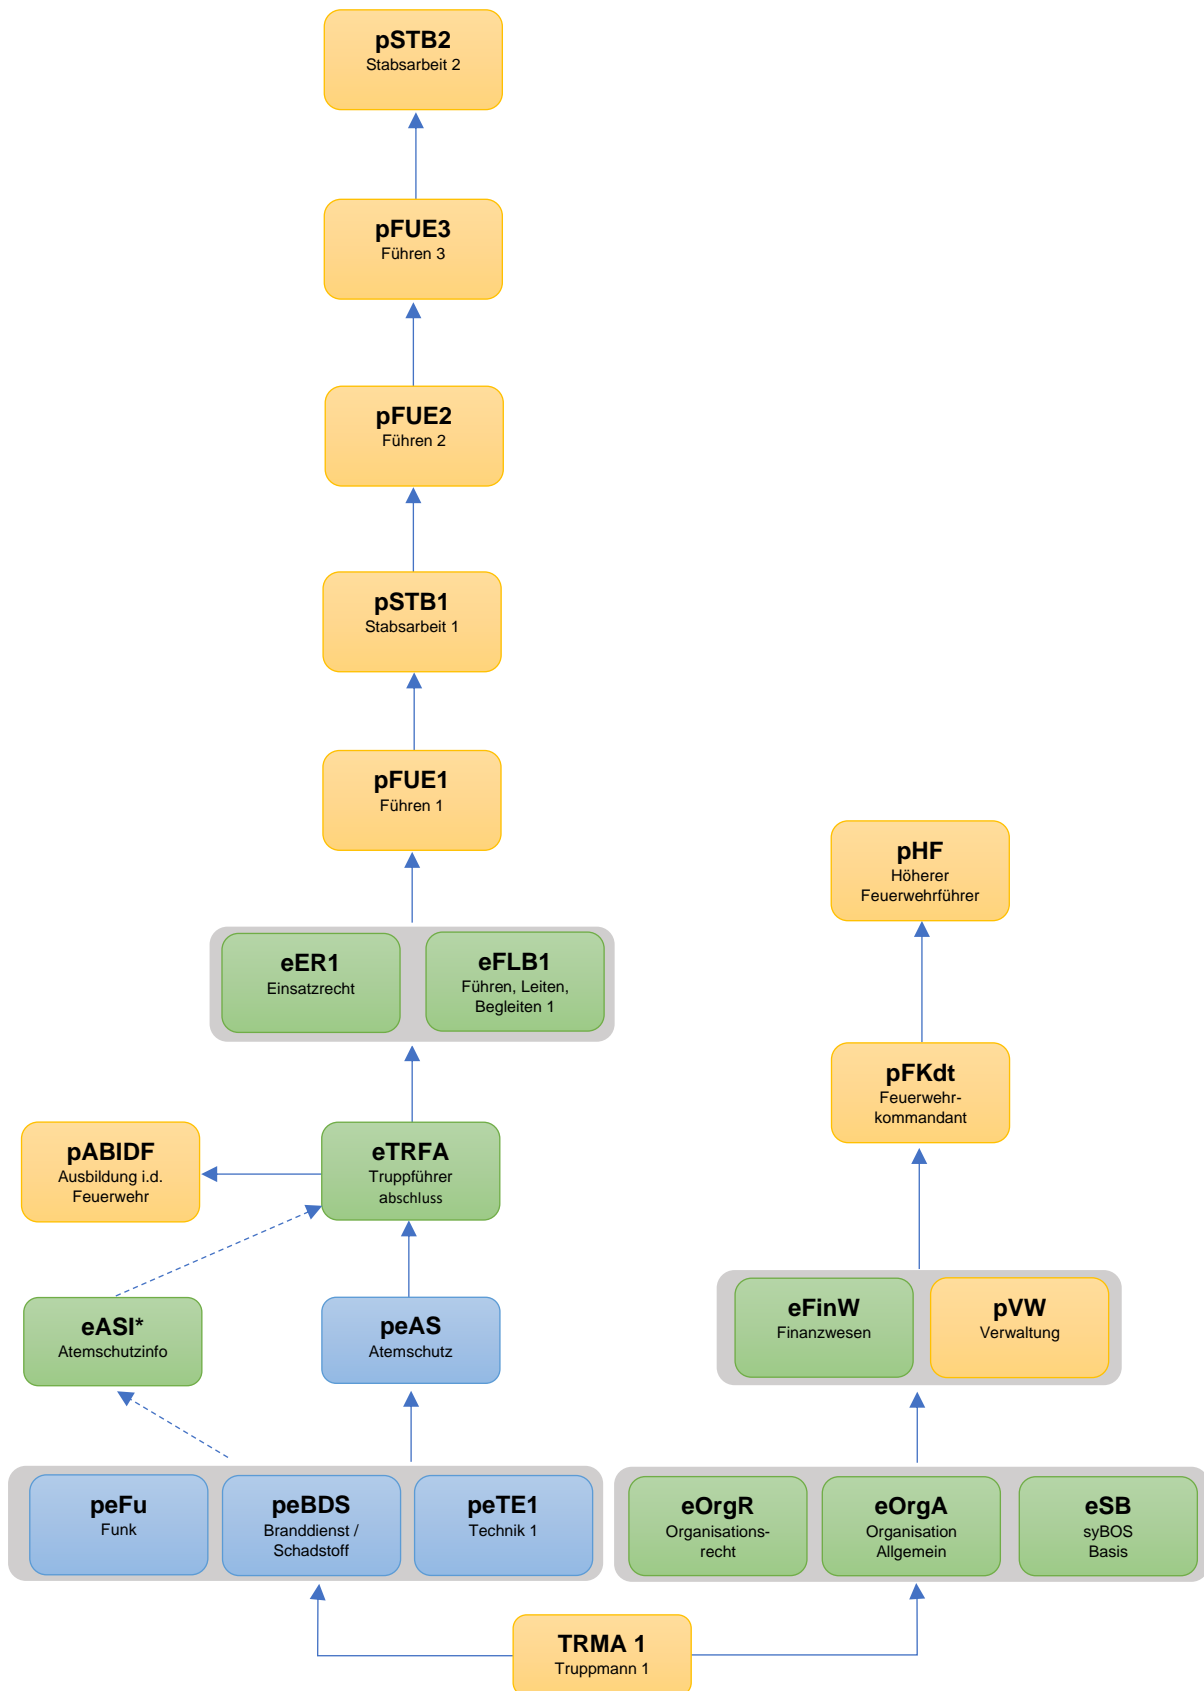 pSTB2
Stabsarbeit 2
pFUE3
Führen 3
pFUE2
Führen 2
pSTB1
Stabsarbeit 1
pFUE1
Führen 1
pHF
Höherer
Feuerwehrführer
eER1
Einsatzrecht
eFLB1
Führen, Leiten,
Begleiten 1
pFKdt
Feuerwehr-
kommandant
pABIDF
Ausbildung i.d.
Feuerwehr
eTRFA
Truppführer
abschluss
eASI*
Atemschutzinfo
peAS
Atemschutz
eFinW
Finanzwesen
pVW
Verwaltung
peFu
Funk
peBDS
Branddienst /
Schadstoff
peTE1
Technik 1
eOrgR
Organisations-
recht
eOrgA
Organisation
Allgemein
eSB
syBOS
Basis
TRMA 1
Truppmann 1